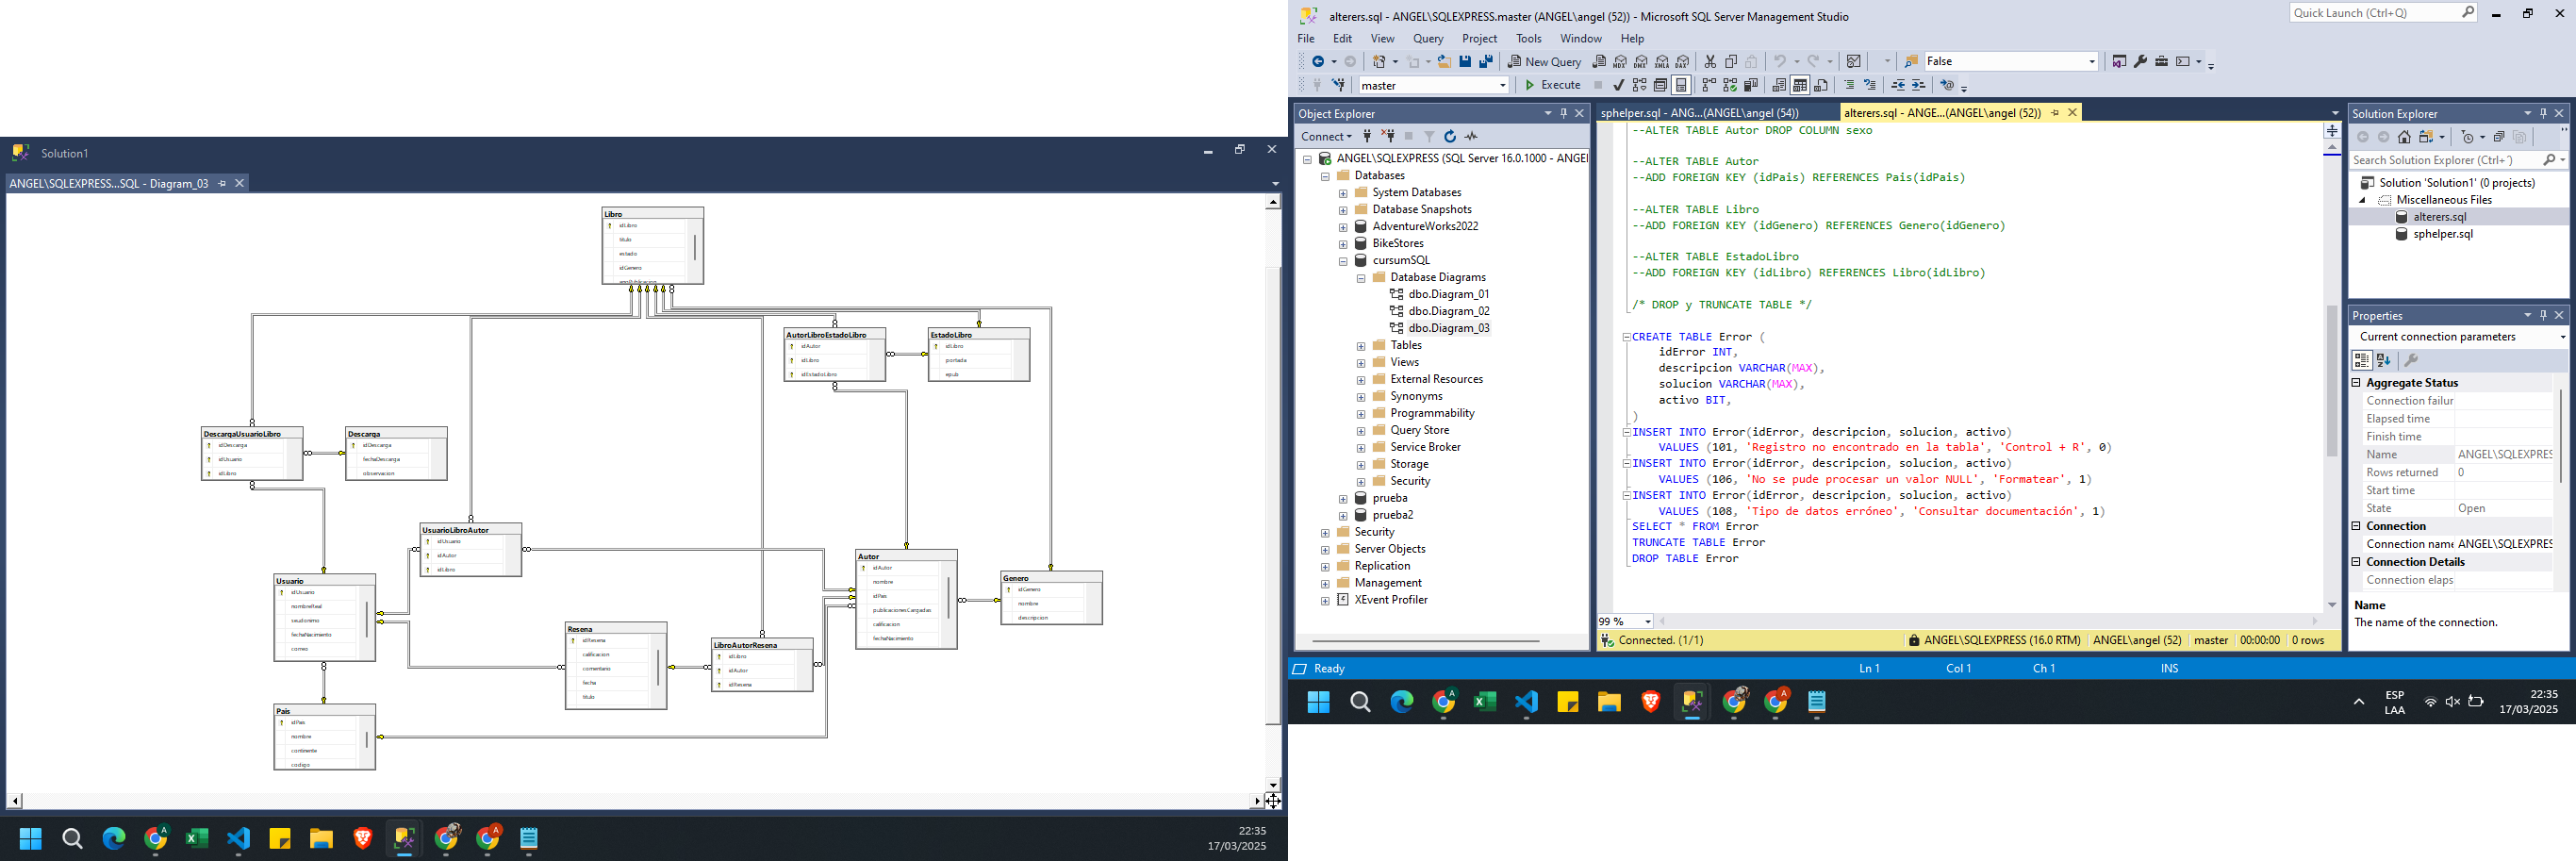 Solution1
ANGEL\SQLEXPRESS...SQL - Diagram_03
Libro
idLibro
titulo
estado
idGenero
AutorLibroEstadoLibro
idAutor
idLibro
idEstadoLibro
EstadoLibro
idLibro
portada
epub
DescargaUsuarioLibro
idDescarga
idUsuario
idLibro
Descarga
idDescarga
fechaDescarga
observacion
UsuarioLibroAutor
idUsuario
idAutor
idLibro
Usuario
idUsuario
nombreReal
seudonimo
fechaNacimiento
correo
Autor
idAutor
nombre
idPais
publicacionesCargadas
calificacion
fechaNacimiento
Genero
idGenero
nombre
descripcion
Resena
idResena
calificacion
comentario
fecha
titulo
LibroAutorResena
idLibro
idAutor
idResena
Pais
idPais
nombre
continente
codigo
22:35
17/03/2025
alterers.sql - ANGEL\SQLEXPRESS.master (ANGEL\angel (52)) - Microsoft SQL Server Management Studio
Quick Launch (Ctrl+Q)
File Edit View Query Project Tools Window Help
New Query
False
master
Execute
Object Explorer
Connect
ANGEL\SQLEXPRESS (SQL Server 16.0.1000 - ANGEL
Databases
System Databases
Database Snapshots
AdventureWorks2022
BikeStores
cursumSQL
Database Diagrams
dbo.Diagram_01
dbo.Diagram_02
dbo.Diagram_03
Tables
Views
External Resources
Synonyms
Programmability
Query Store
Service Broker
Storage
Security
prueba
prueba2
Security
Server Objects
Replication
Management
XEvent Profiler
sphelper.sql - ANG...(ANGEL\angel (54))
alterers.sql - ANGE...(ANGEL\angel (52))
--ALTER TABLE Autor DROP COLUMN sexo
--ALTER TABLE Autor
--ADD FOREIGN KEY (idPais) REFERENCES Pais(idPais)
--ALTER TABLE Libro
--ADD FOREIGN KEY (idGenero) REFERENCES Genero(idGenero)
--ALTER TABLE EstadoLibro
--ADD FOREIGN KEY (idLibro) REFERENCES Libro(idLibro)
/* DROP y TRUNCATE TABLE */
CREATE TABLE Error (
idError INT,
descripcion VARCHAR(MAX),
solucion VARCHAR(MAX),
activo BIT,
)
INSERT INTO Error(idError, descripcion, solucion, activo)
VALUES (101, 'Registro no encontrado en la tabla', 'Control + R', 0)
INSERT INTO Error(idError, descripcion, solucion, activo)
VALUES (106, 'No se pude procesar un valor NULL', 'Formatear', 1)
INSERT INTO Error(idError, descripcion, solucion, activo)
VALUES (108, 'Tipo de datos erróneo', 'Consultar documentación', 1)
SELECT * FROM Error
TRUNCATE TABLE Error
DROP TABLE Error
99 %
Connected. (1/1)
ANGEL\SQLEXPRESS (16.0 RTM)
ANGEL\angel (52)
master
00:00:00
0 rows
Solution Explorer
Search Solution Explorer (Ctrl+´)
Solution 'Solution1' (0 projects)
Miscellaneous Files
alterers.sql
sphelper.sql
Properties
Current connection parameters
Aggregate Status
Connection failur
Elapsed time
Finish time
Name ANGEL\SQLEXPRES
Rows returned 0
Start time
State Open
Connection
Connection name ANGEL\SQLEXPRES
Connection Details
Connection elaps
Name
The name of the connection.
Ready
Ln 1
Col 1
Ch 1
INS
ESP
LAA
22:35
17/03/2025